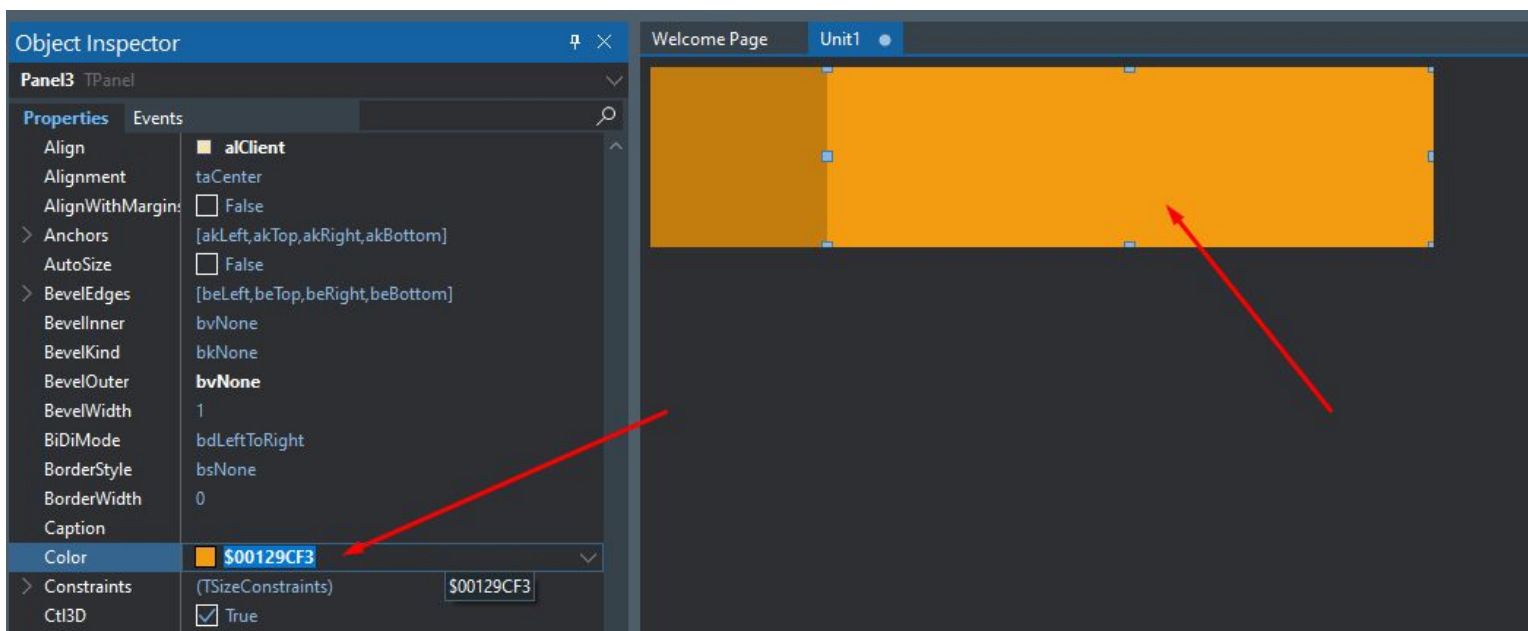 Object Inspector
Panel3 TPanel
Properties Events
Align alClient
Alignment taCenter
AlignWithMargins False
Anchors [akLeft,akTop,akRight,akBottom]
AutoSize False
BevelEdges [beLeft,beTop,beRight,beBottom]
BevelInner bvNone
BevelKind bkNone
BevelOuter bvNone
BevelWidth 1
BiDiMode bdLeftToRight
BorderStyle bsNone
BorderWidth 0
Caption
Color $00129CF3
Constraints (TSizeConstraints) $00129CF3
Ctl3D True
Welcome Page Unit1